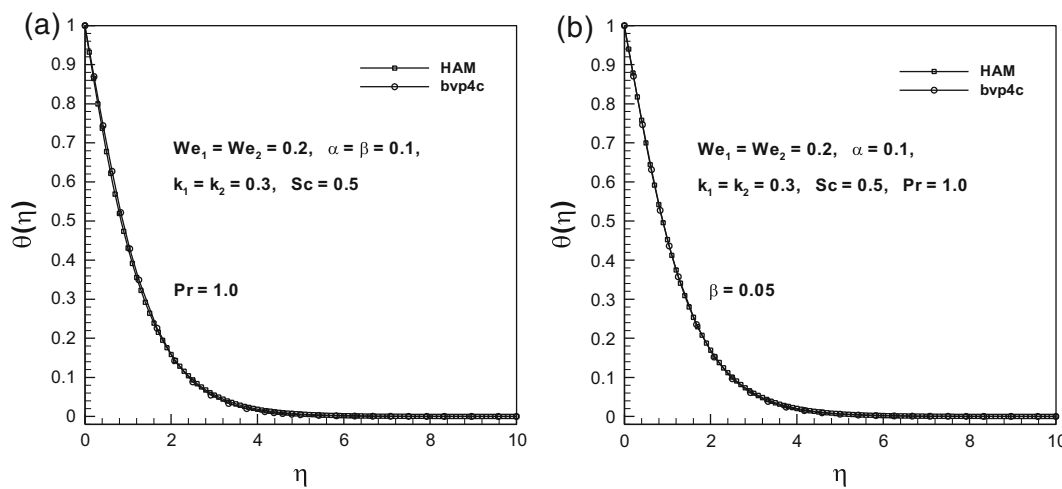 (a)
1
0.9
0.8
0.7
0.6
0.5
0.4
0.3
0.2
0.1
0
θ(η)
HAM
bvp4c
We₁ = We₂ = 0.2, α = β = 0.1,
k₁ = k₂ = 0.3, Sc = 0.5
Pr = 1.0
0 2 4 6 8 10
η
(b)
1
0.9
0.8
0.7
0.6
0.5
0.4
0.3
0.2
0.1
0
θ(η)
HAM
bvp4c
We₁ = We₂ = 0.2, α = 0.1,
k₁ = k₂ = 0.3, Sc = 0.5, Pr = 1.0
β = 0.05
0 2 4 6 8 10
η